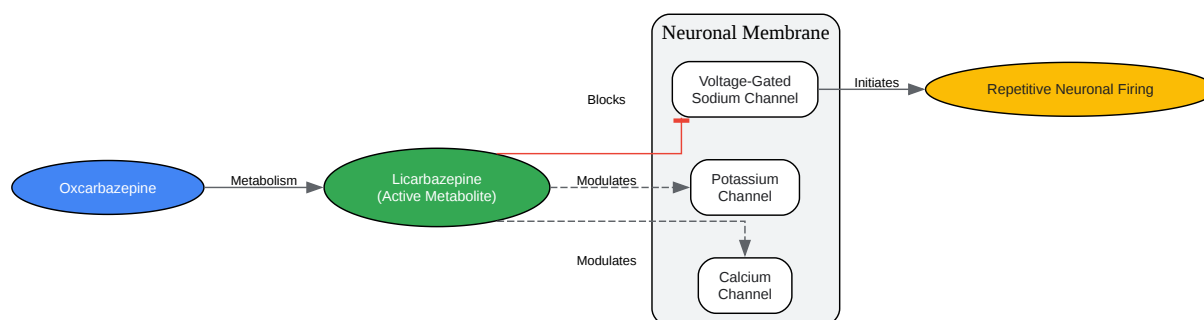 Neuronal Membrane
Voltage-Gated
Sodium Channel
Initiates
Repetitive Neuronal Firing
Blocks
Oxcarbazepine
Metabolism
Licarbazepine
(Active Metabolite)
Modulates
Potassium
Channel
Modulates
Calcium
Channel